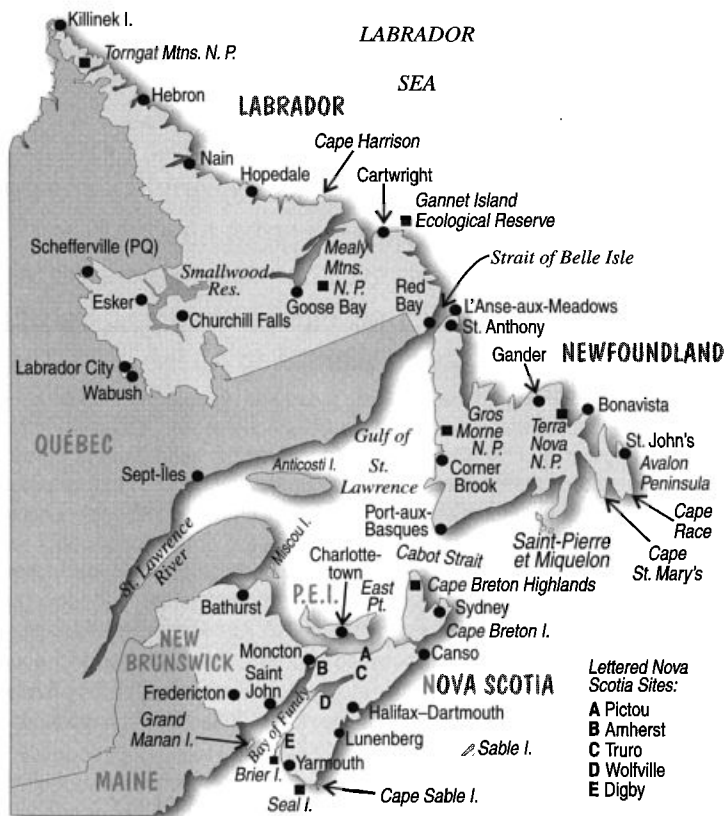 Killinek I.
LABRADOR
SEA
Torngat Mtns. N. P.
Hebron
LABRADOR
Cape Harrison
Nain
Hopedale
Cartwright
Gannet Island
Ecological Reserve
Schefferville (PQ)
Smallwood
Res.
Mealy
Mtns.
N. P.
Strait of Belle Isle
Esker
Goose Bay
Red
Bay
L'Anse-aux-Meadows
Churchill Falls
St. Anthony
Gander
NEWFOUNDLAND
Labrador City
Wabush
Gros
Morne
N. P.
Terra
Nova
N. P.
Bonavista
QUÉBEC
Gulf of
St.
Lawrence
St. John's
Avalon
Peninsula
Sept-Îles
Anticosti I.
Corner
Brook
Port-aux-
Basques
Cape
Race
Saint-Pierre
et Miquelon
Cape
St. Mary's
St. Lawrence
River
Miscou I.
Cabot Strait
Charlotte-
town
Cape Breton Highlands
Bathurst
P.E.I.
East
Pt.
Sydney
Cape Breton I.
NEW
BRUNSWICK
Moncton
A
B
C
Canso
Saint
John
Fredericton
D
NOVA SCOTIA
Lettered Nova
Scotia Sites:
A Pictou
B Amherst
C Truro
D Wolfville
E Digby
Grand
Manan I.
Bay of Fundy
Halifax–Dartmouth
E
Lunenberg
Sable I.
MAINE
Brier I.
Yarmouth
Seal I.
Cape Sable I.